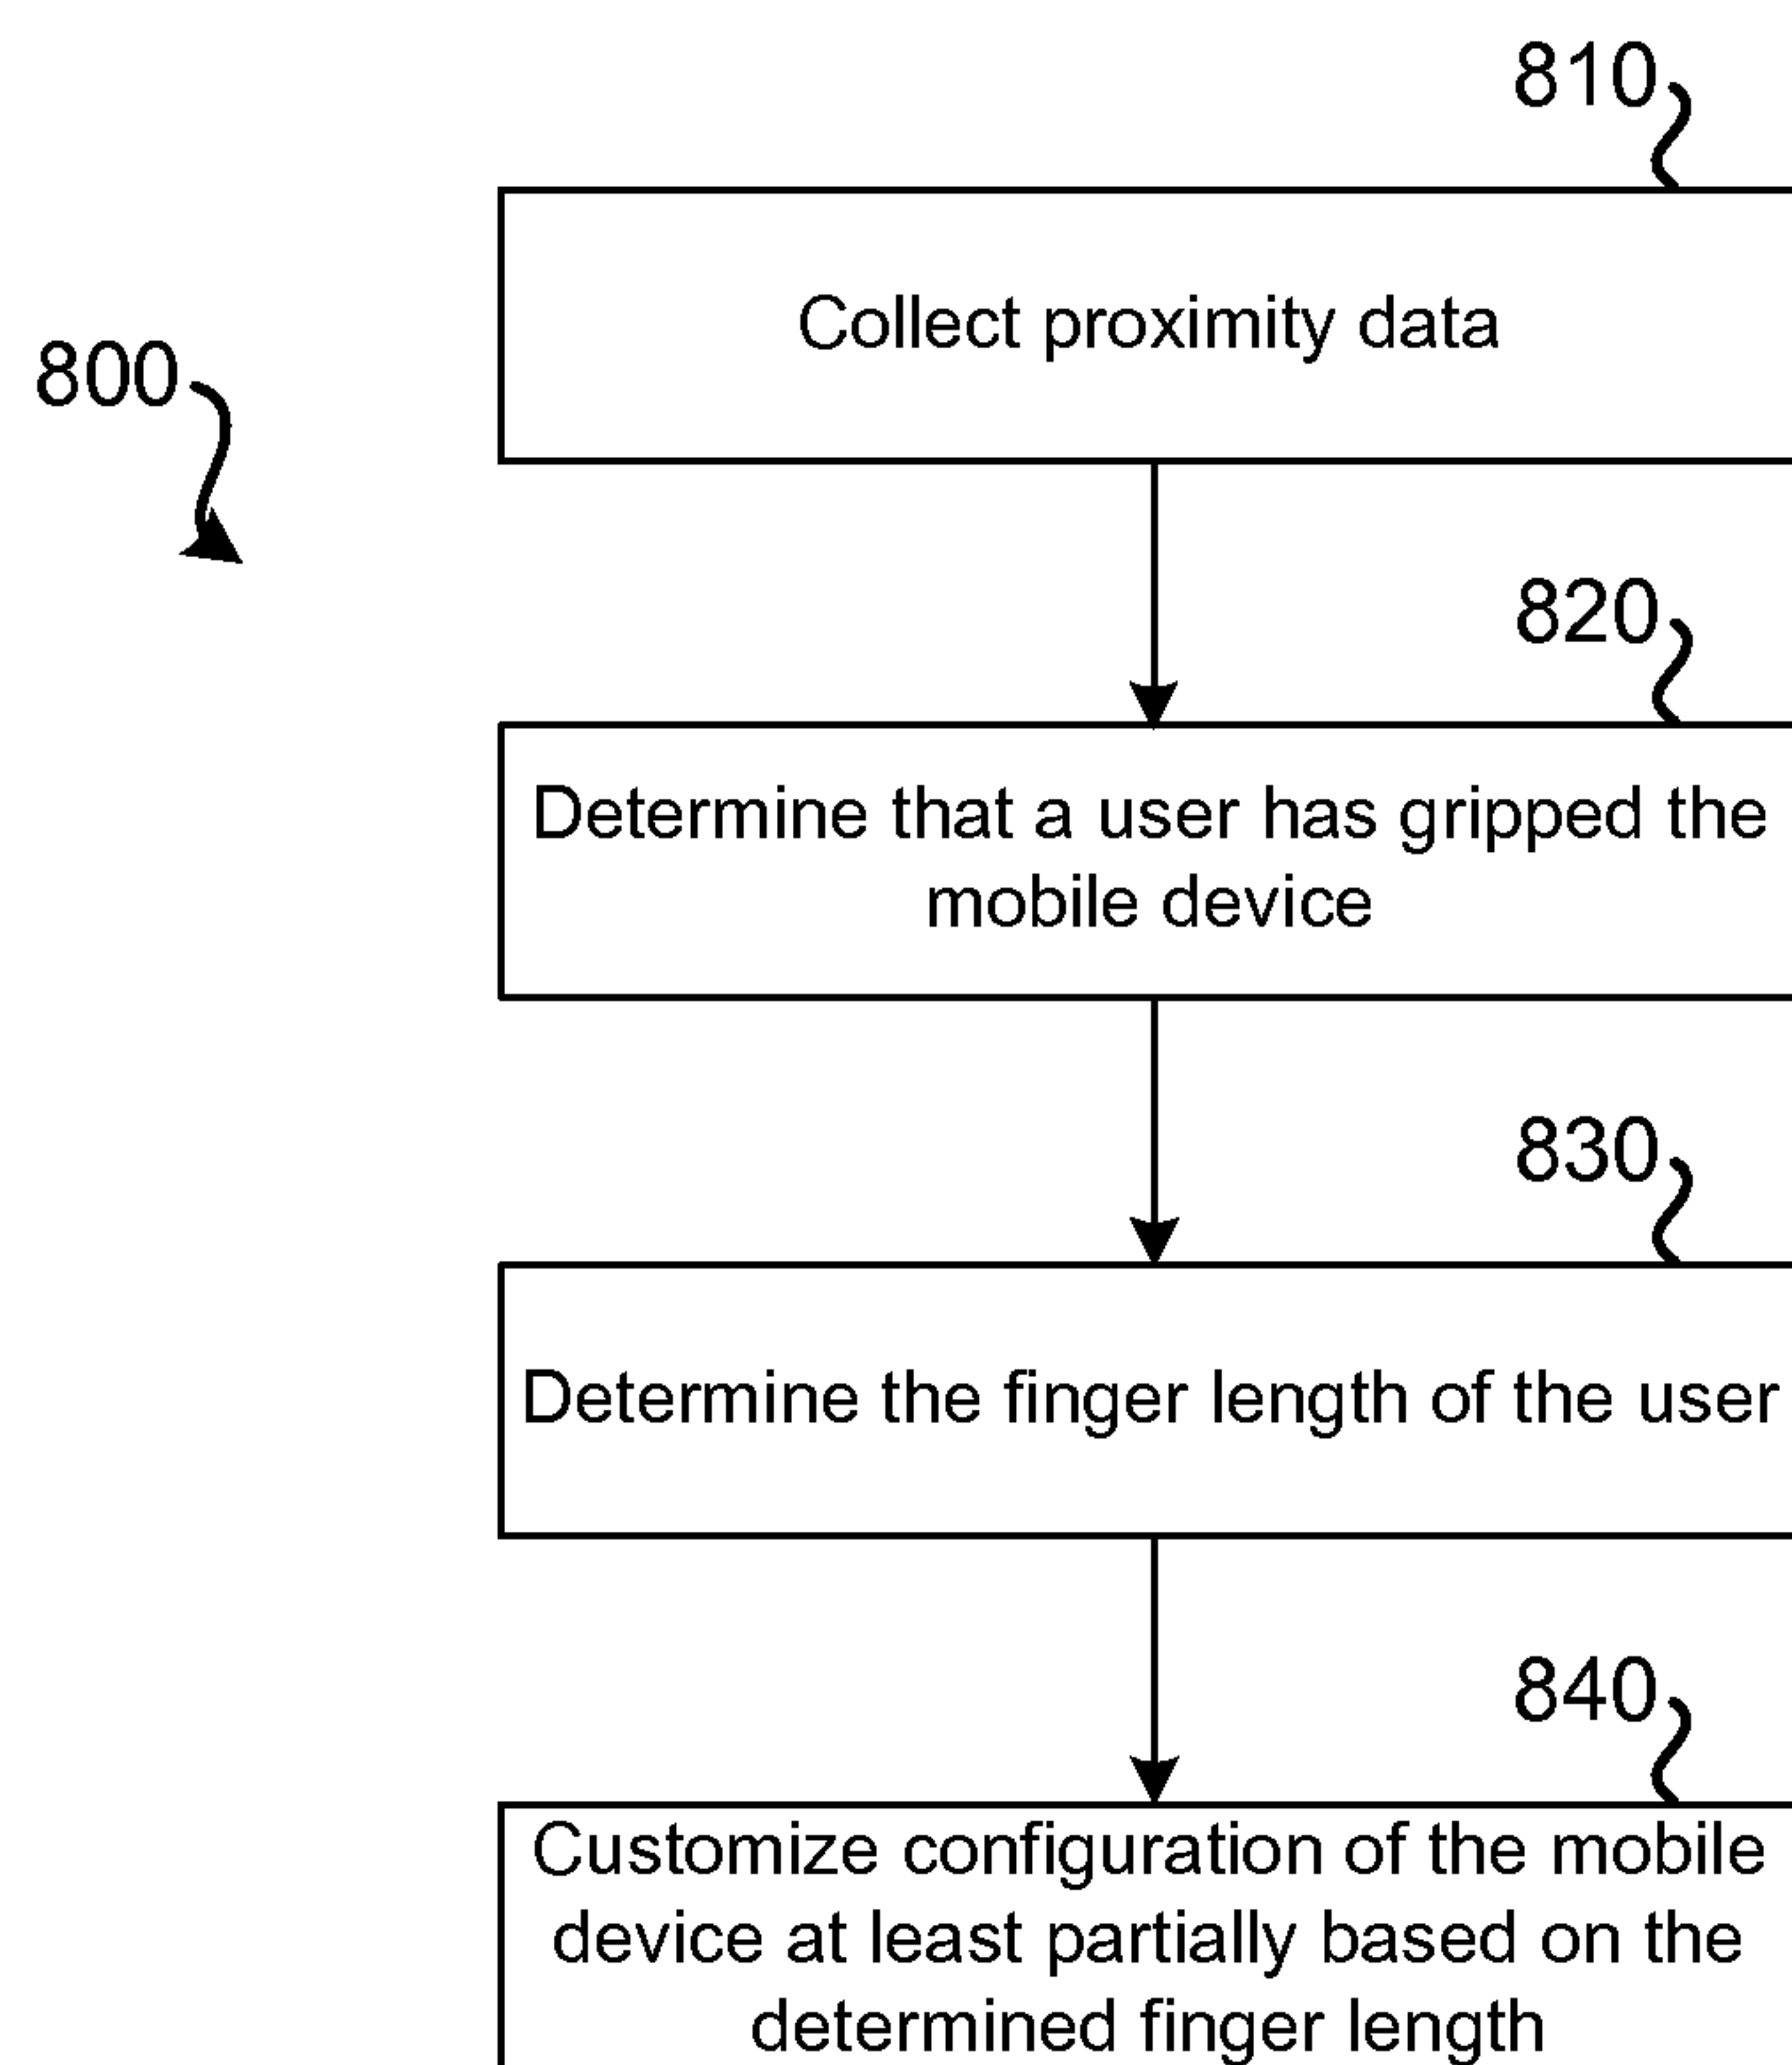 810
Collect proximity data
800
820
Determine that a user has gripped the
mobile device
830
Determine the finger length of the user
840
Customize configuration of the mobile
device at least partially based on the
determined finger length